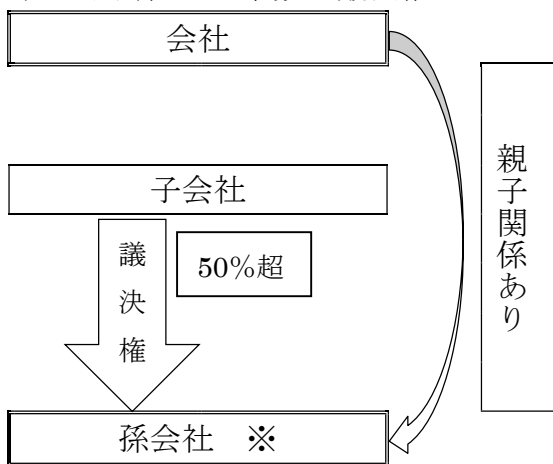 会社
子会社
議決権
50%超
親子関係あり
孫会社 ※